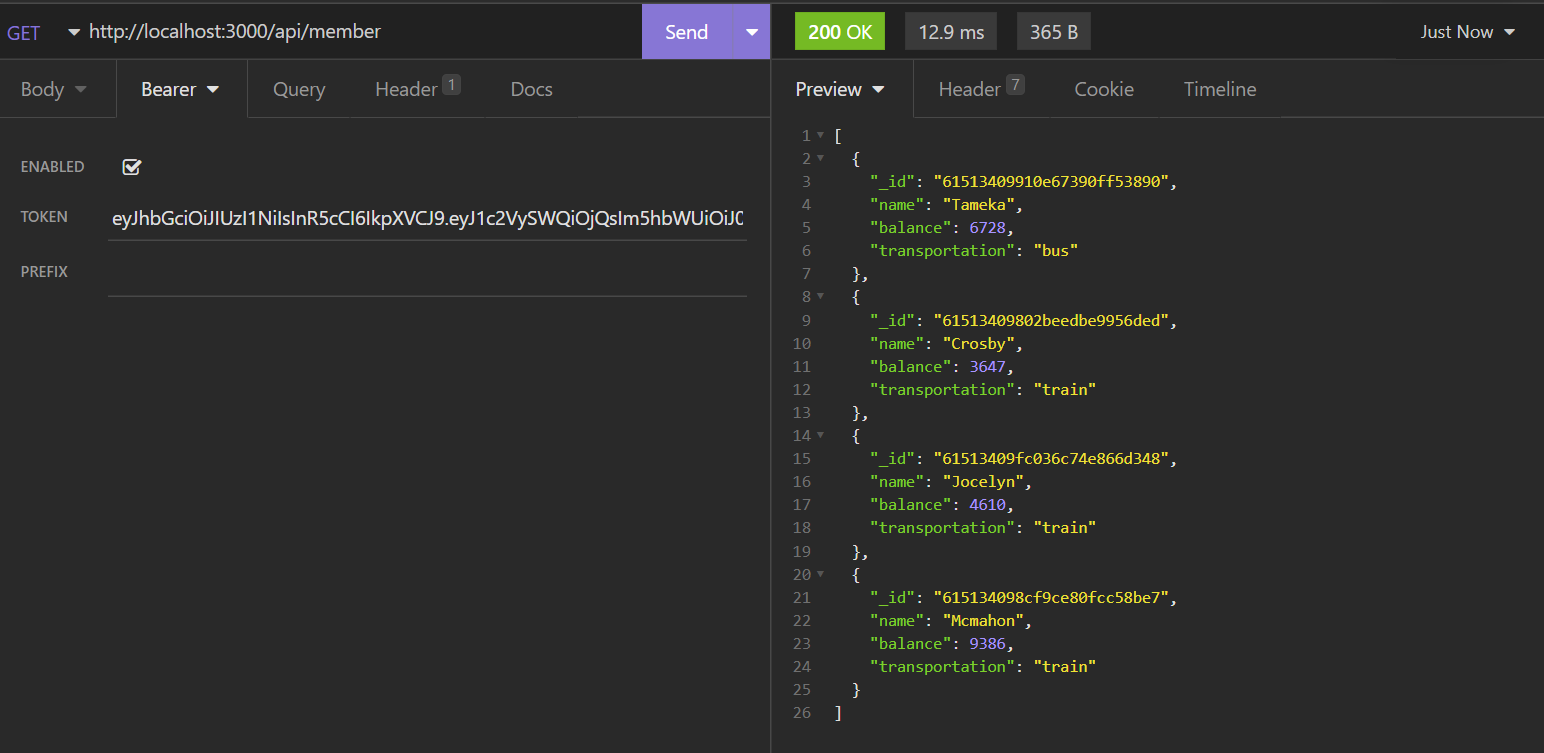 GET http://localhost:3000/api/member Send
Body Bearer Query Header 1 Docs
ENABLED
TOKEN eyJhbGciOiJIUzI1NiIsInR5cCI6IkpXVCJ9.eyJ1c2VySWQiOjQsIm5hbWUiOiJ0
PREFIX
200 OK 12.9 ms 365 B Just Now
Preview Header 7 Cookie Timeline
1 [
2 {
3 "_id": "61513409910e67390ff53890",
4 "name": "Tameka",
5 "balance": 6728,
6 "transportation": "bus"
7 },
8 {
9 "_id": "61513409802beedbe9956ded",
10 "name": "Crosby",
11 "balance": 3647,
12 "transportation": "train"
13 },
14 {
15 "_id": "61513409fc036c74e866d348",
16 "name": "Jocelyn",
17 "balance": 4610,
18 "transportation": "train"
19 },
20 {
21 "_id": "615134098cf9ce80fcc58be7",
22 "name": "Mcmahon",
23 "balance": 9386,
24 "transportation": "train"
25 }
26 ]